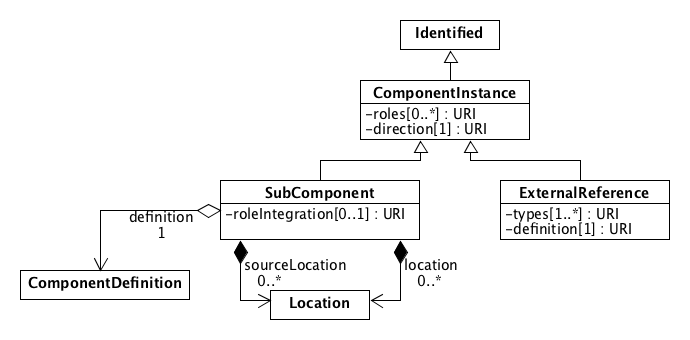 Identified
ComponentInstance
-roles[0..*] : URI
-direction[1] : URI
SubComponent
-roleIntegration[0..1] : URI
ExternalReference
-types[1..*] : URI
-definition[1] : URI
definition
1
ComponentDefinition
sourceLocation
0..*
location
0..*
Location